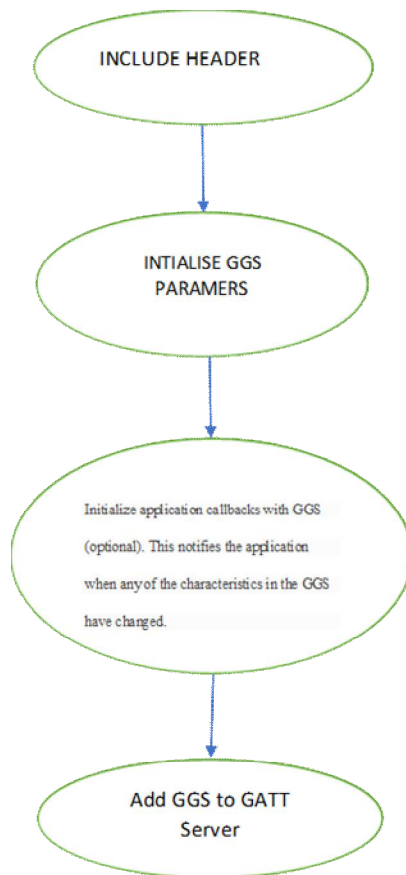 INCLUDE HEADER
INTIALISE GGS
PARAMERS
Initialize application callbacks with GGS
(optional). This notifies the application
when any of the characteristics in the GGS
have changed.
Add GGS to GATT
Server